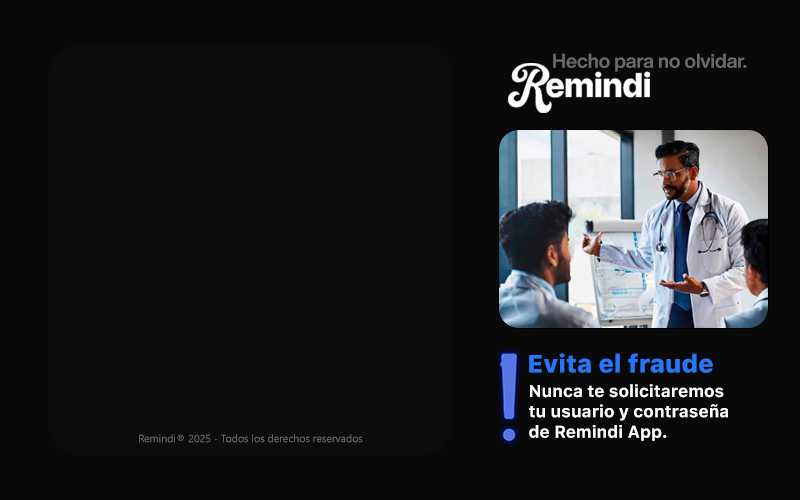 Hecho para no olvidar.
Remindi
Evita el fraude
Nunca te solicitaremos
tu usuario y contraseña
de Remindi App.
Remindi® 2025 - Todos los derechos reservados